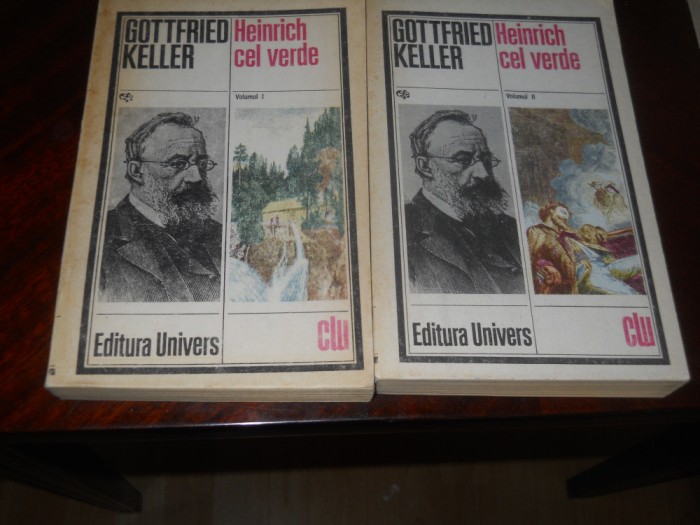 GOTTFRIED
KELLER
Heinrich
cel verde
Volumul I
Editura Univers
clu
GOTTFRIED
KELLER
Heinrich
cel verde
Volumul II
Editura Univers
clu